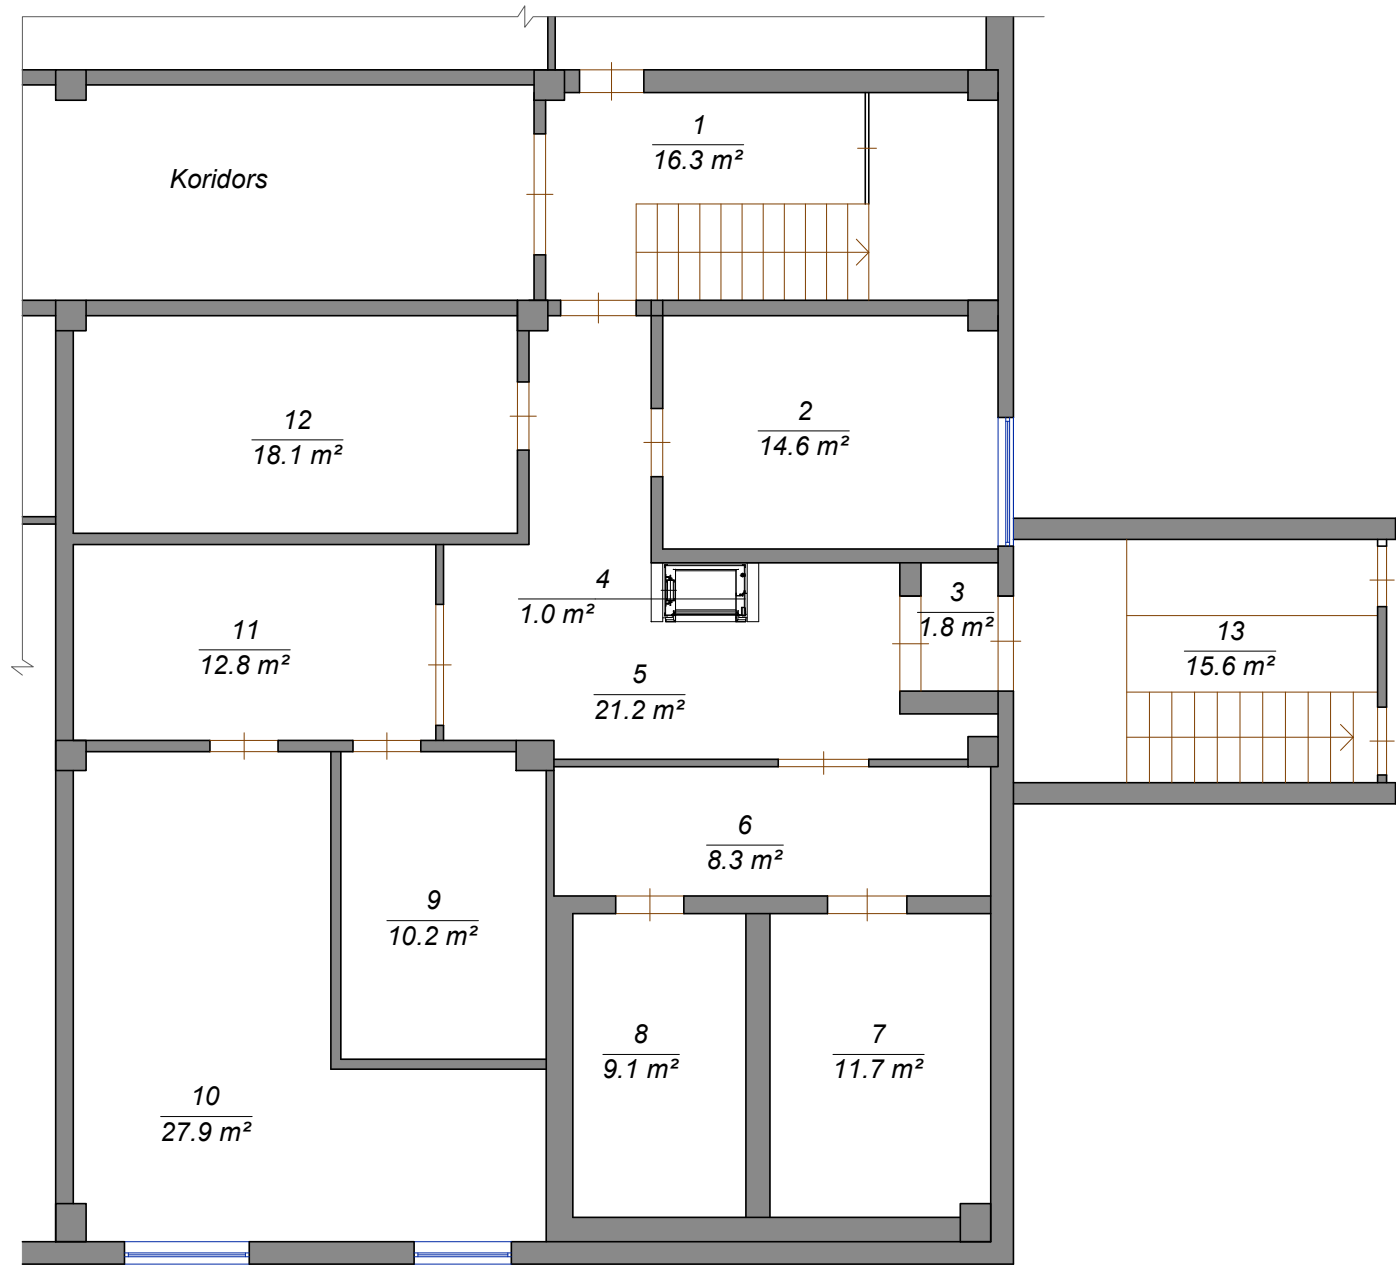 1
16.3 m²
Koridors
2
14.6 m²
12
18.1 m²
4
1.0 m²
3
1.8 m²
11
12.8 m²
13
15.6 m²
5
21.2 m²
6
8.3 m²
9
10.2 m²
8
9.1 m²
7
11.7 m²
10
27.9 m²